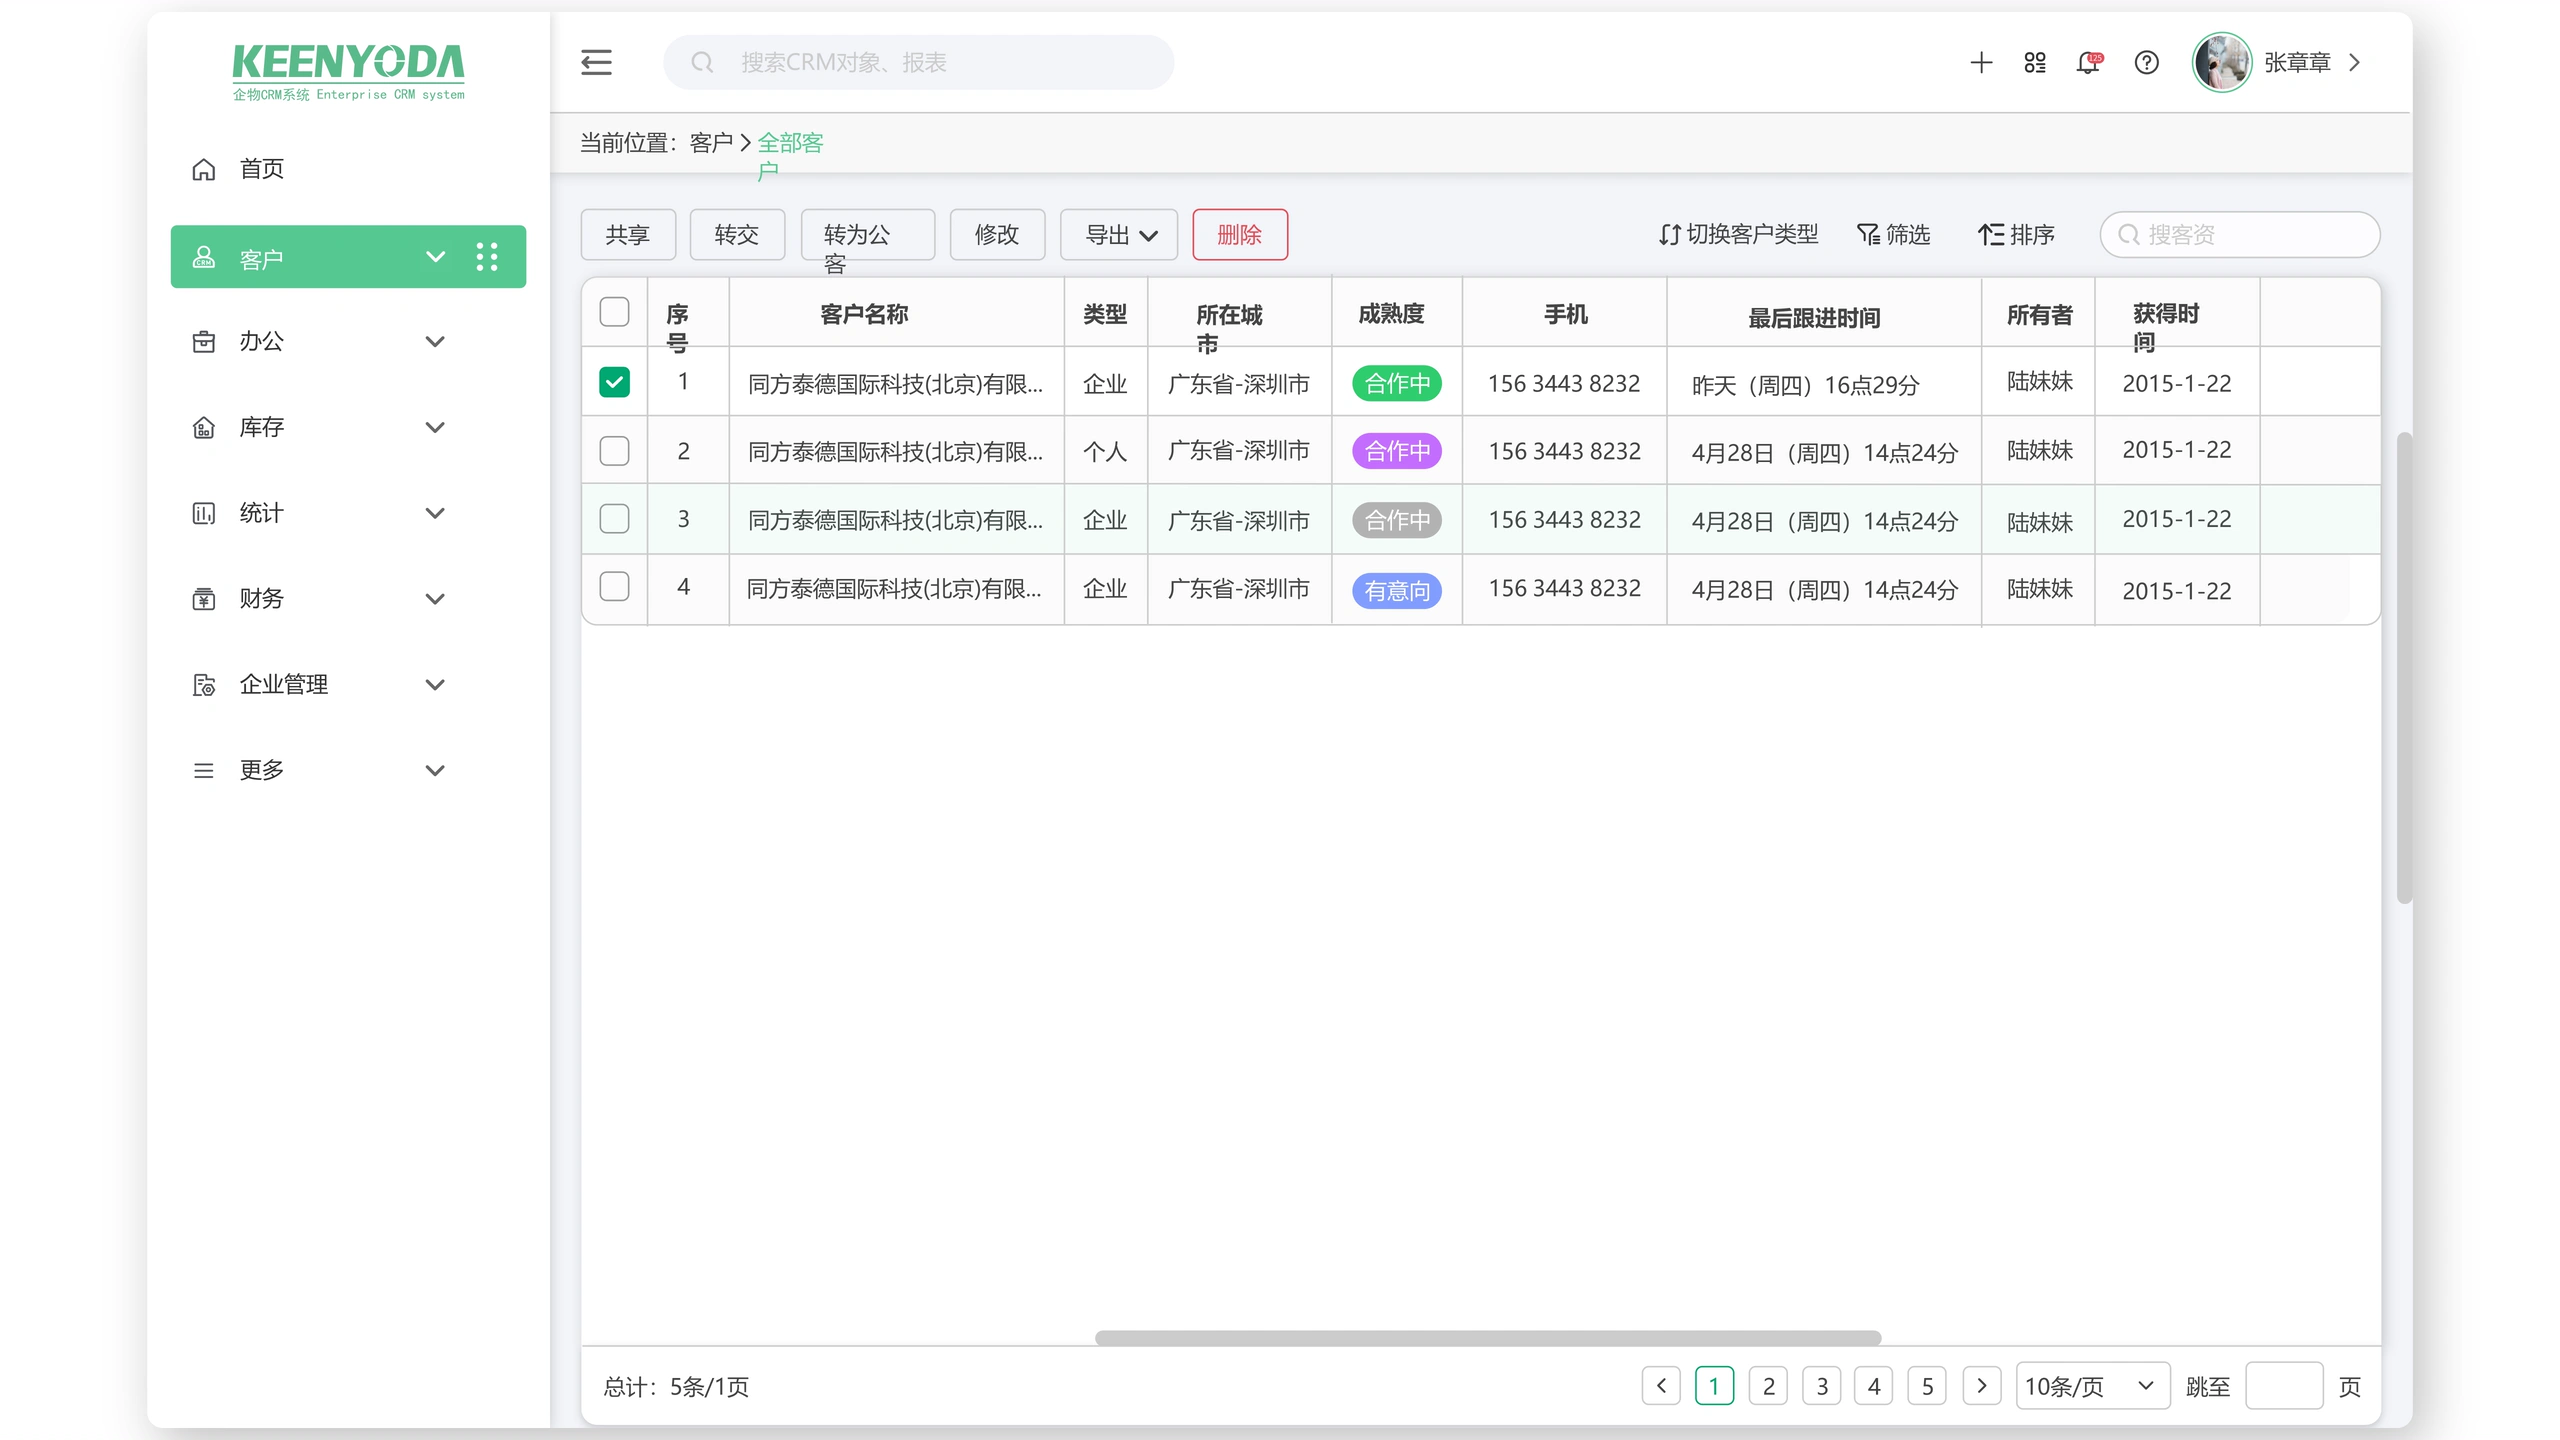 KEENYODA
企物CRM系统 Enterprise CRM system
首页
客户
办公
库存
统计
财务
企业管理
更多
搜索CRM对象、报表
125
张章章
当前位置：客户 > 全部客
户
共享 转交 转为公
客
修改 导出 删除
切换客户类型 筛选 排序 搜客资
序
号
客户名称 类型 所在城
市
成熟度 手机 最后跟进时间 所有者 获得时
间
1 同方泰德国际科技(北京)有限... 企业 广东省-深圳市 合作中 156 3443 8232 昨天（周四）16点29分 陆妹妹 2015-1-22
2 同方泰德国际科技(北京)有限... 个人 广东省-深圳市 合作中 156 3443 8232 4月28日（周四）14点24分 陆妹妹 2015-1-22
3 同方泰德国际科技(北京)有限... 企业 广东省-深圳市 合作中 156 3443 8232 4月28日（周四）14点24分 陆妹妹 2015-1-22
4 同方泰德国际科技(北京)有限... 企业 广东省-深圳市 有意向 156 3443 8232 4月28日（周四）14点24分 陆妹妹 2015-1-22
总计：5条/1页
1 2 3 4 5 10条/页 跳至 页